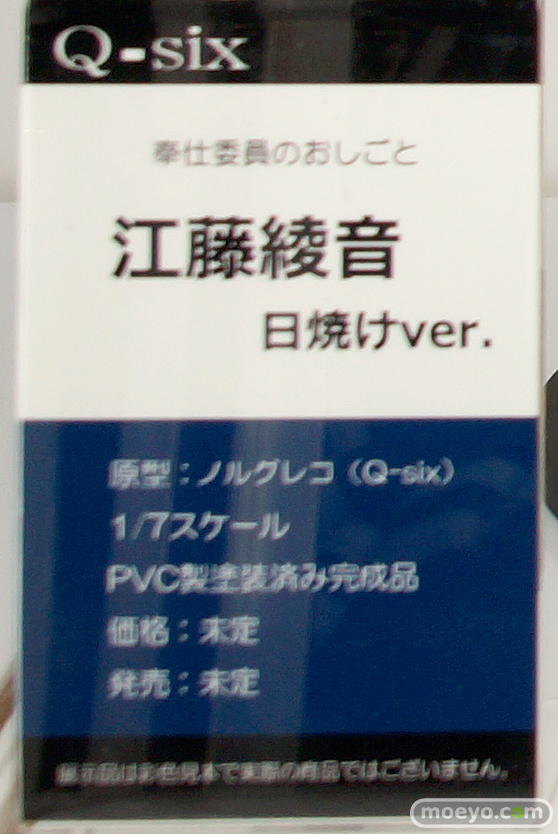 Q-six
奉仕委員のおしごと
江藤綾音
日焼けver.
原型：ノルグレコ（Q-six）
1/7スケール
PVC製塗装済み完成品
価格：未定
発売：未定
展示品は彩色見本で実際の商品ではございません。
moeyo.com